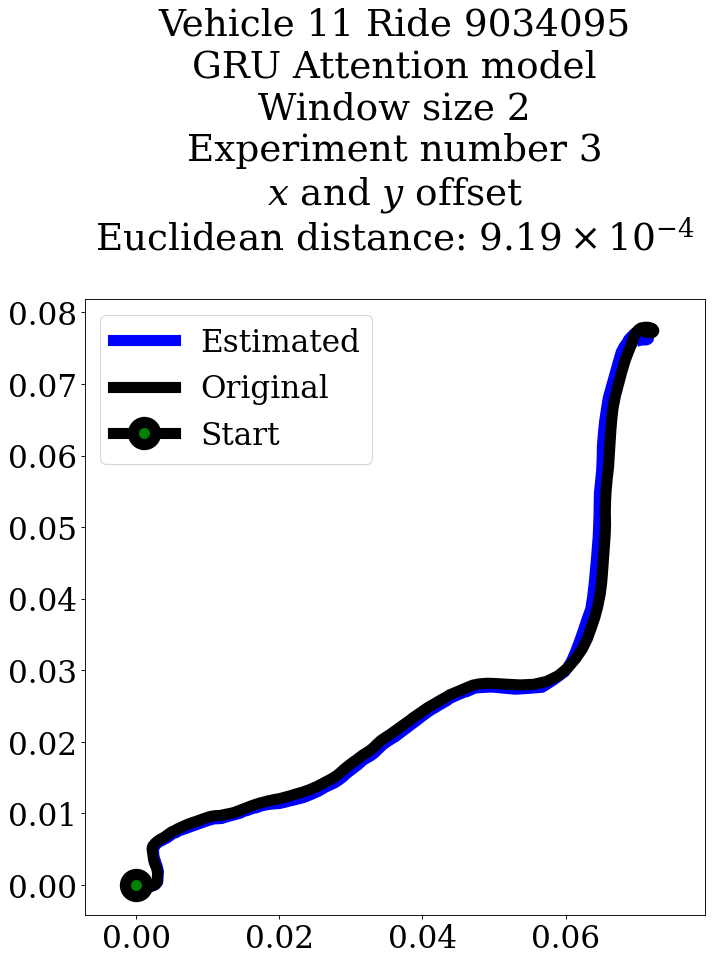 Vehicle 11 Ride 9034095
GRU Attention model
Window size 2
Experiment number 3
x and y offset
Euclidean distance: 9.19 × 10⁻⁴
0.08
0.07
0.06
0.05
0.04
0.03
0.02
0.01
0.00
Estimated
Original
Start
0.00 0.02 0.04 0.06